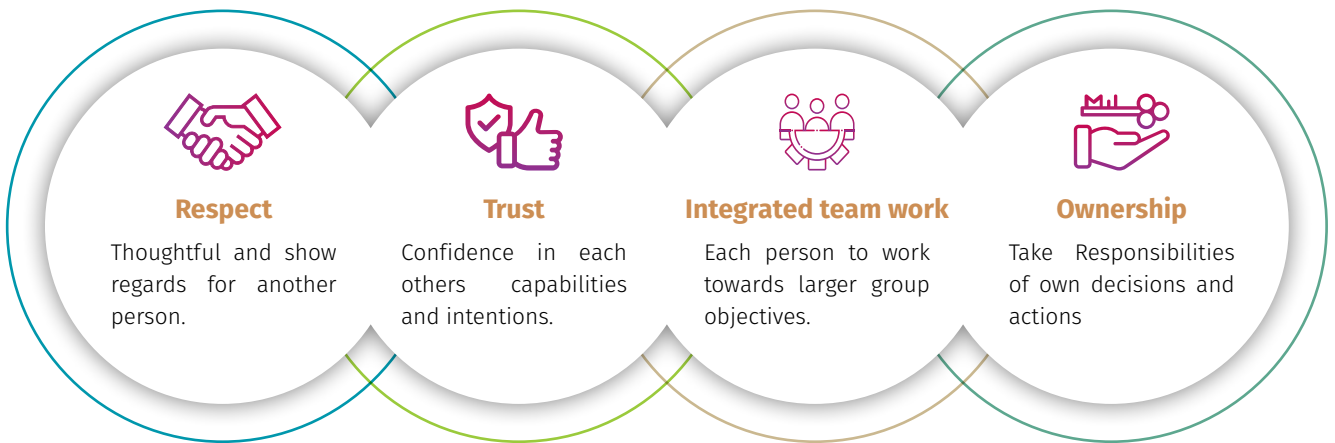 Respect
Thoughtful and show
regards for another
person.
Trust
Confidence in each
others capabilities
and intentions.
Integrated team work
Each person to work
towards larger group
objectives.
Ownership
Take Responsibilities
of own decisions and
actions